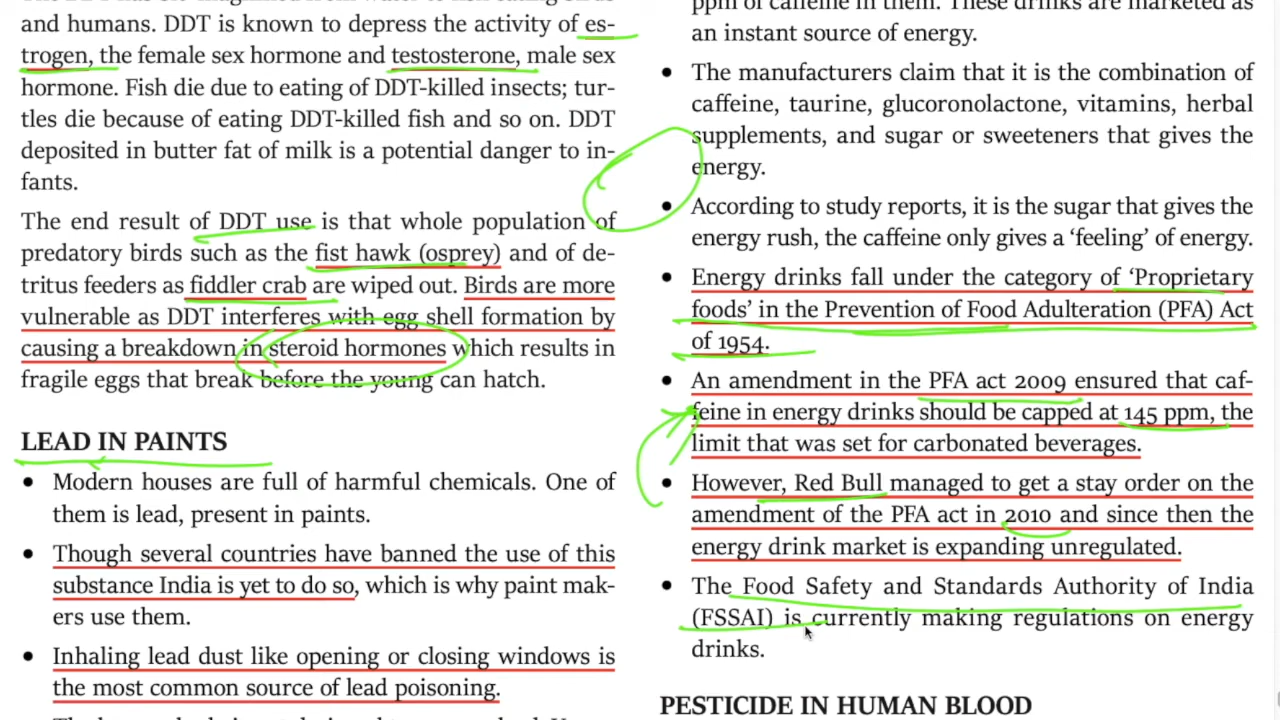 and humans. DDT is known to depress the activity of es-
trogen, the female sex hormone and testosterone, male sex
hormone. Fish die due to eating of DDT-killed insects; tur-
tles die because of eating DDT-killed fish and so on. DDT
deposited in butter fat of milk is a potential danger to in-
fants.
The end result of DDT use is that whole population of
predatory birds such as the fist hawk (osprey) and of de-
tritus feeders as fiddler crab are wiped out. Birds are more
vulnerable as DDT interferes with egg shell formation by
causing a breakdown in steroid hormones which results in
fragile eggs that break before the young can hatch.
LEAD IN PAINTS
• Modern houses are full of harmful chemicals. One of
them is lead, present in paints.
• Though several countries have banned the use of this
substance India is yet to do so, which is why paint mak-
ers use them.
• Inhaling lead dust like opening or closing windows is
the most common source of lead poisoning.
ppm of caffeine in them. These drinks are marketed as
an instant source of energy.
• The manufacturers claim that it is the combination of
caffeine, taurine, glucoronolactone, vitamins, herbal
supplements, and sugar or sweeteners that gives the
energy.
• According to study reports, it is the sugar that gives the
energy rush, the caffeine only gives a ‘feeling’ of energy.
• Energy drinks fall under the category of ‘Proprietary
foods’ in the Prevention of Food Adulteration (PFA) Act
of 1954.
• An amendment in the PFA act 2009 ensured that caf-
feine in energy drinks should be capped at 145 ppm, the
limit that was set for carbonated beverages.
• However, Red Bull managed to get a stay order on the
amendment of the PFA act in 2010 and since then the
energy drink market is expanding unregulated.
• The Food Safety and Standards Authority of India
(FSSAI) is currently making regulations on energy
drinks.
PESTICIDE IN HUMAN BLOOD